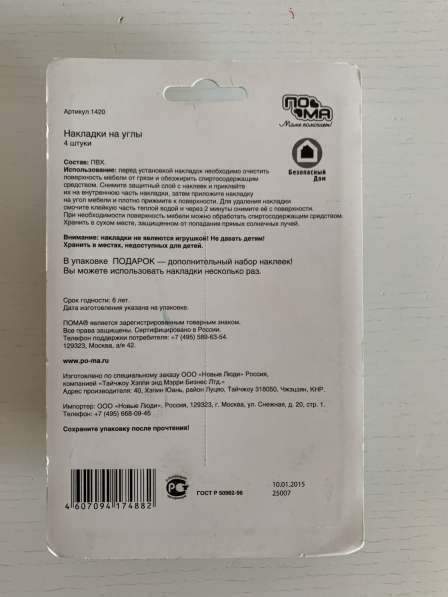 Артикул 1420
ПО МА
Маме помогает!
Накладки на углы
4 штуки
Безопасный
Дом
Состав: ПВХ.
Использование: перед установкой накладок необходимо очистить
поверхность мебели от грязи и обезжирить спиртосодержащим
средством. Снимите защитный слой с наклеек и приклейте
их на внутреннюю часть накладки, затем приложите накладку
на угол мебели и плотно прижмите к поверхности. Для удаления накладки
смочите клейкую часть теплой водой и через 2 минуты снимите её с поверхности.
При необходимости поверхность мебели можно обработать спиртосодержащим средством.
Хранить в сухом месте, защищенном от попадания прямых солнечных лучей.
Внимание: накладки не являются игрушкой! Не давать детям!
Хранить в местах, недоступных для детей.
В упаковке ПОДАРОК — дополнительный набор наклеек!
Вы можете использовать накладки несколько раз.
Срок годности: 6 лет.
Дата изготовления указана на упаковке.
ПОМА® является зарегистрированным товарным знаком.
Все права защищены. Сертифицировано в России.
Телефон поддержки потребителя: +7 (495) 589-63-54.
129323, Москва, а/я 42.
www.po-ma.ru
Изготовлено по специальному заказу ООО «Новые Люди» Россия,
компанией «Тайчжоу Хэппи энд Мэрри Бизнес Лтд.»
Адрес производителя: 40, Хэпин Юань, район Луцяо, Тайчжоу 318050, Чжэцзян, КНР.
Импортер: ООО «Новые Люди», Россия, 129323, г. Москва, ул. Снежная, д. 20, стр. 1.
Телефон: +7 (495) 668-09-45
Сохраните упаковку после прочтения!
4 607094 174882
ГОСТ Р 50962-96
10.01.2015
25007